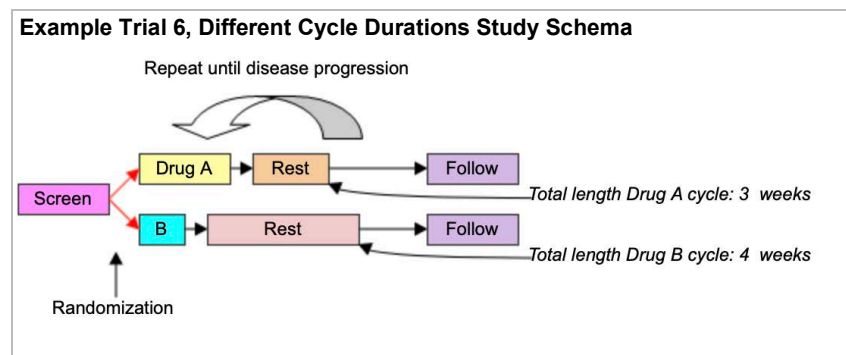 Example Trial 6, Different Cycle Durations Study Schema
Repeat until disease progression
Drug A
Rest
Follow
Screen
Total length Drug A cycle: 3 weeks
B
Rest
Follow
Total length Drug B cycle: 4 weeks
Randomization